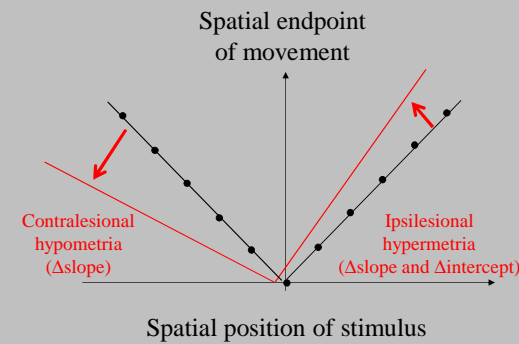 Spatial endpoint
of movement
Contralesional
hypometria
(Δslope)
Ipsilesional
hypermetria
(Δslope and Δintercept)
Spatial position of stimulus